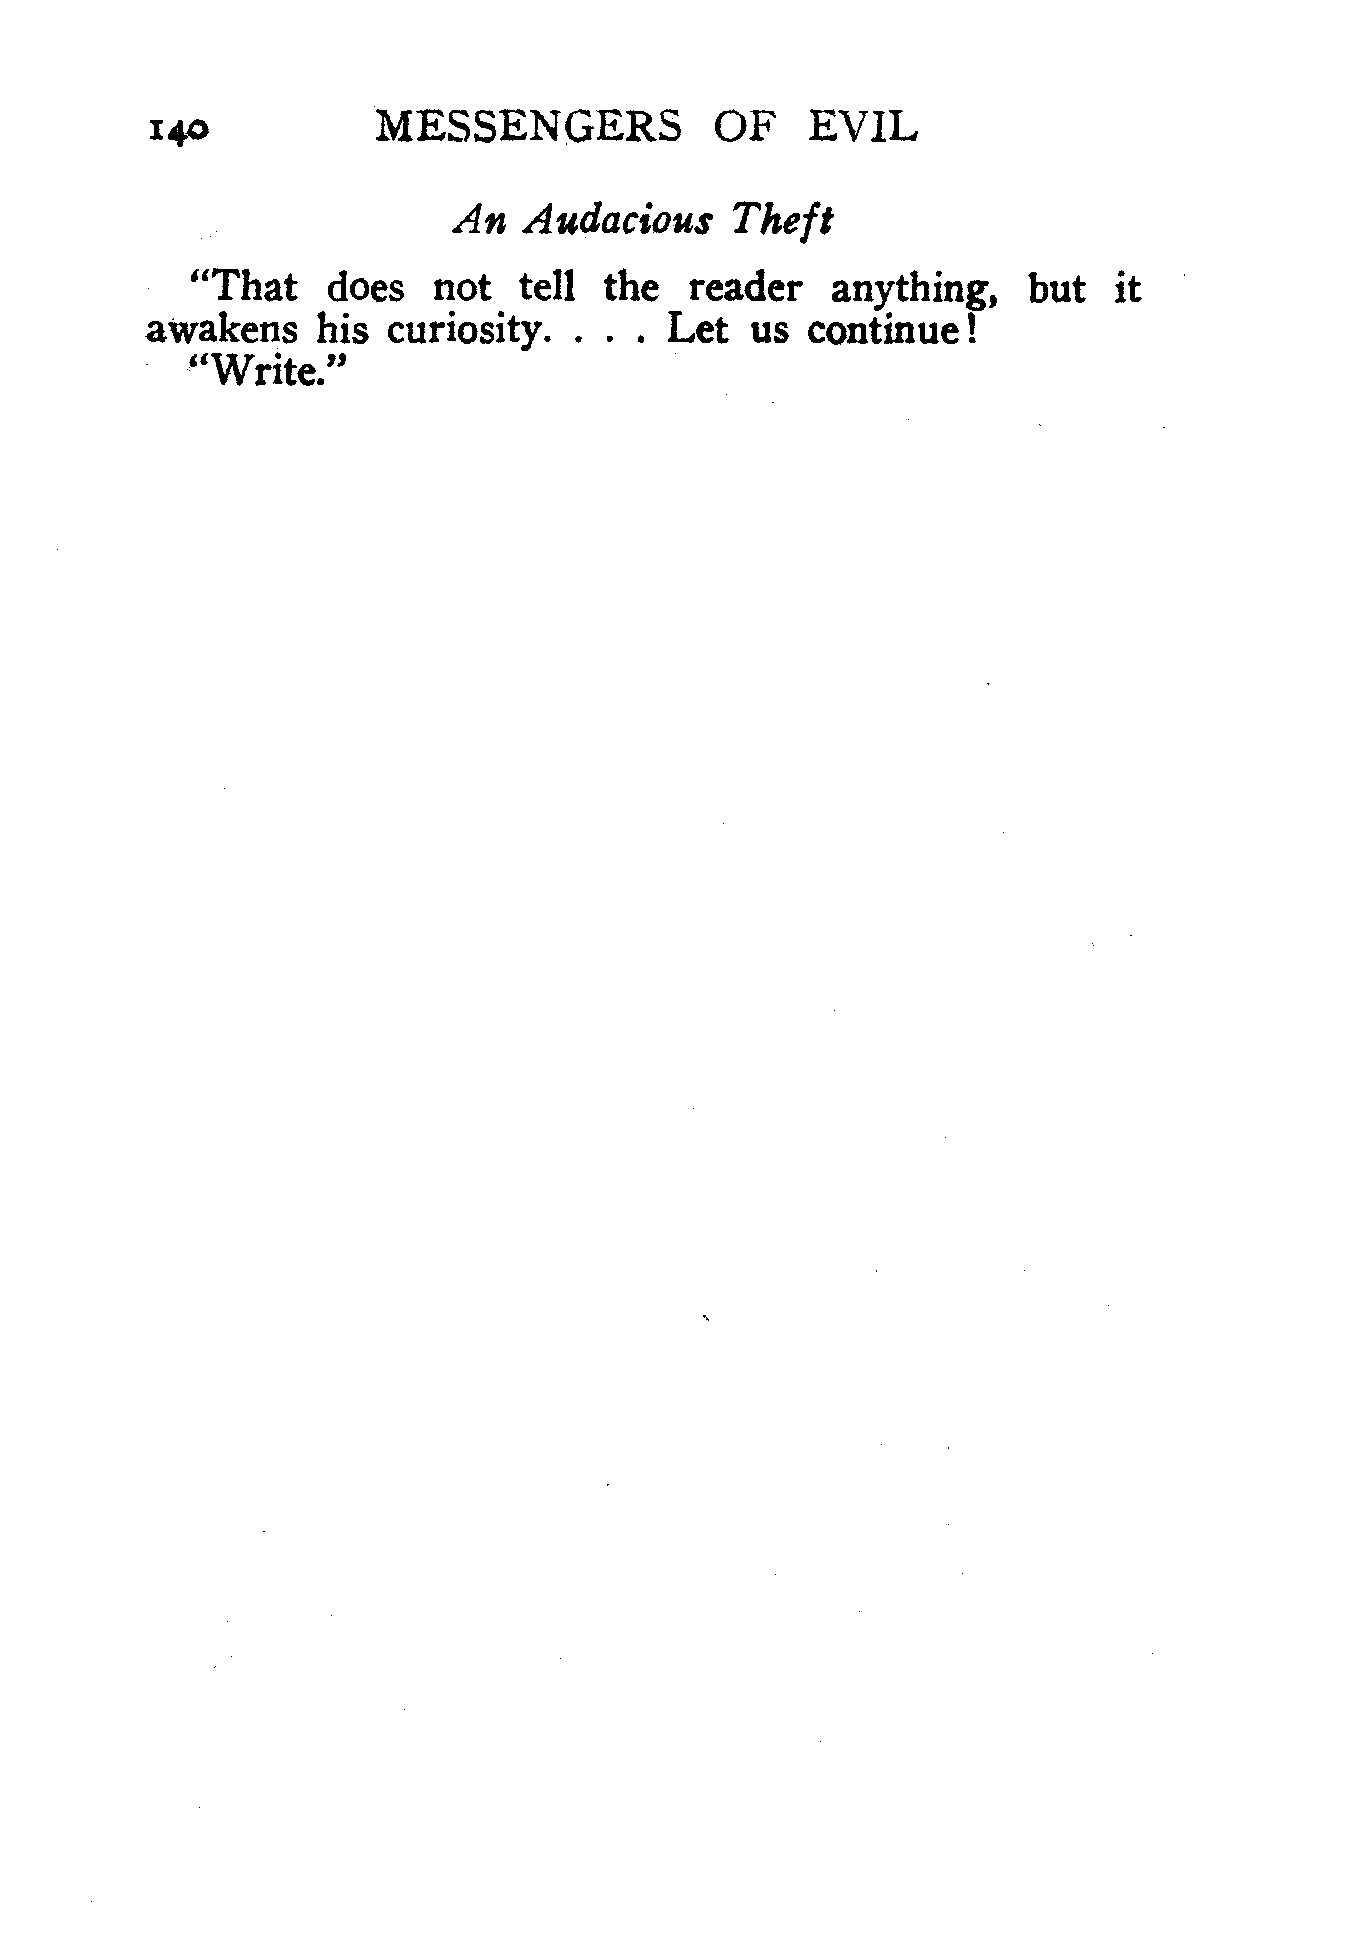 140 MESSENGERS OF EVIL
An Audacious Theft
“That does not tell the reader anything, but it
awakens his curiosity. . . . Let us continue!
“Write.”